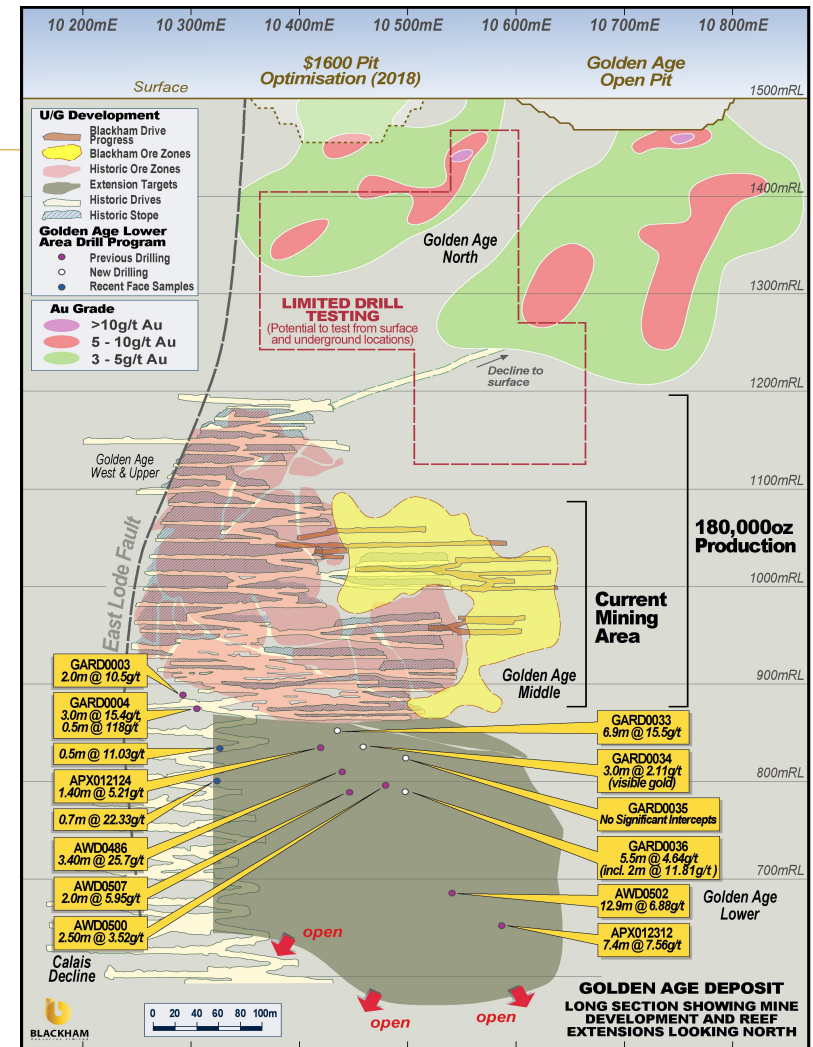 10 200mE 10 300mE 10 400mE 10 500mE 10 600mE 10 700mE 10 800mE
$1600 Pit
Optimisation (2018)
Golden Age
Open Pit
Surface
1500mRL
U/G Development
Blackham Drive
Progress
Blackham Ore Zones
Historic Ore Zones
Extension Targets
Historic Drives
Historic Stope
Golden Age Lower
Area Drill Program
Previous Drilling
New Drilling
Recent Face Samples
Au Grade
>10g/t Au
5 - 10g/t Au
3 - 5g/t Au
1400mRL
Golden Age
North
1300mRL
LIMITED DRILL
TESTING
(Potential to test from surface
and underground locations)
Decline to
surface
1200mRL
Golden Age
West & Upper
1100mRL
180,000oz
Production
East Lode Fault
1000mRL
Current
Mining
Area
900mRL
Golden Age
Middle
GARD0003
2.0m @ 10.5g/t
GARD0004
3.0m @ 15.4g/t,
0.5m @ 118g/t
0.5m @ 11.03g/t
APX012124
1.40m @ 5.21g/t
0.7m @ 22.33g/t
AWD0486
3.40m @ 25.7g/t
AWD0507
2.0m @ 5.95g/t
AWD0500
2.50m @ 3.52g/t
GARD0033
6.9m @ 15.5g/t
GARD0034
3.0m @ 2.11g/t
(visible gold)
800mRL
GARD0035
No Significant Intercepts
GARD0036
5.5m @ 4.64g/t
(incl. 2m @ 11.81g/t )
700mRL
AWD0502
12.9m @ 6.88g/t
Golden Age
Lower
APX012312
7.4m @ 7.56g/t
open
Calais
Decline
open
open
GOLDEN AGE DEPOSIT
LONG SECTION SHOWING MINE
DEVELOPMENT AND REEF
EXTENSIONS LOOKING NORTH
0 20 40 60 80 100m
BLACKHAM
Resources Limited